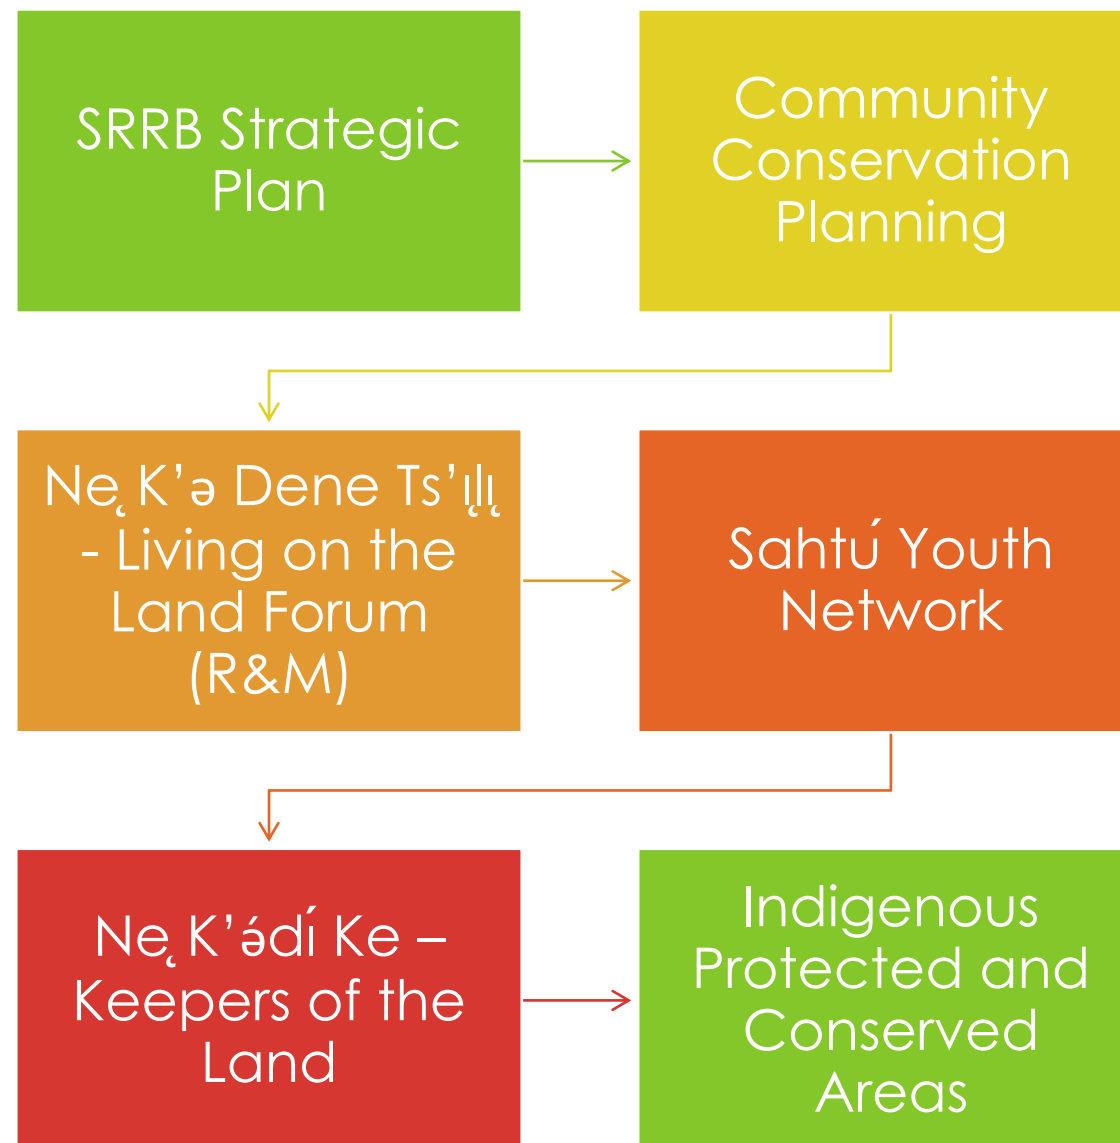 SRRB Strategic
Plan
Community
Conservation
Planning
Nę K’ə Dene Ts’ı̨lı̨
- Living on the
Land Forum
(R&M)
Sahtú Youth
Network
Nę K’ə́dı́ Ke –
Keepers of the
Land
Indigenous
Protected and
Conserved
Areas